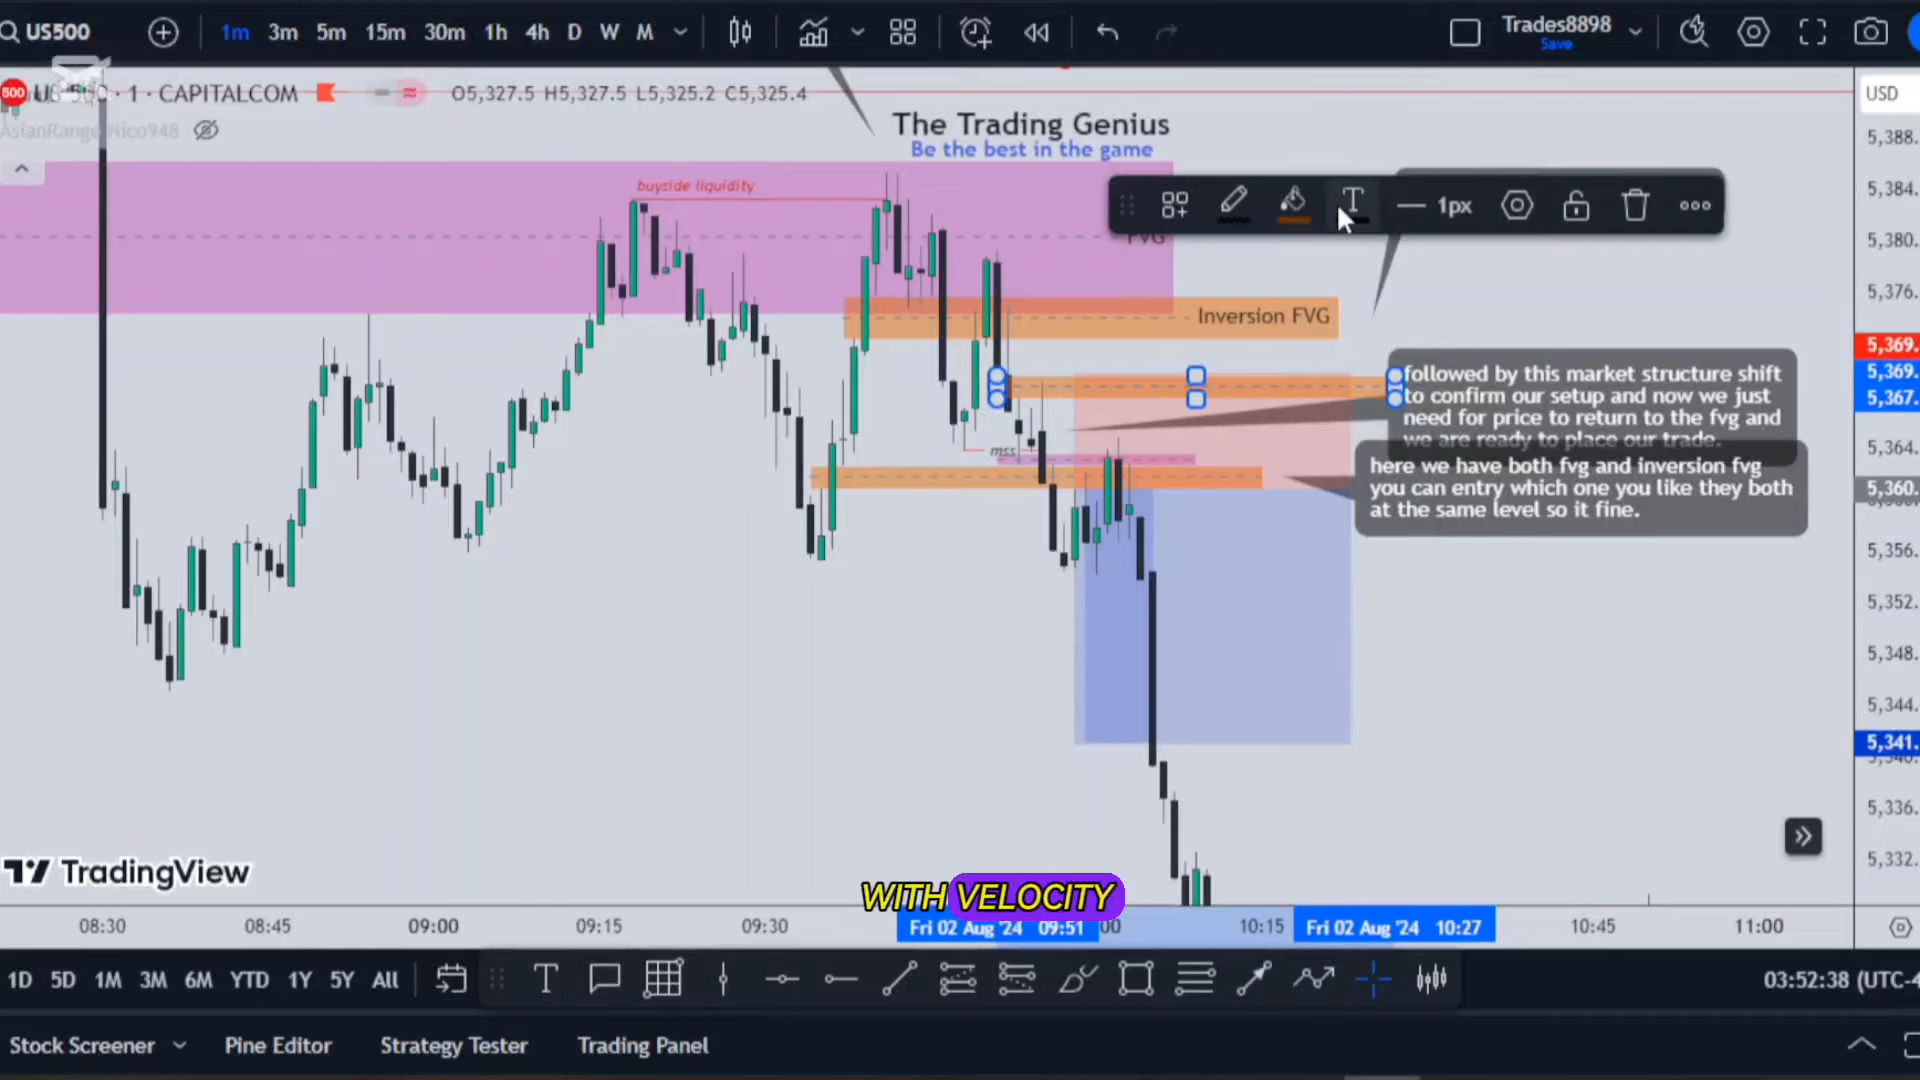 US500
1m 3m 5m 15m 30m 1h 4h D W M
Trades8898
Save
500
· 1 · CAPITALCOM
O5,327.5 H5,327.5 L5,325.2 C5,325.4
AsianRange Nico948
The Trading Genius
Be the best in the game
USD
5,388.
5,384.
5,380.
5,376.
5,369.
5,369.
5,367.
5,364.
5,360.
5,356.
5,352.
5,348.
5,344.
5,341.
5,336.
5,332.
buyside liquidity
1px
FVG
Inversion FVG
followed by this market structure shift
to confirm our setup and now we just
need for price to return to the fvg and
we are ready to place our trade.
mss
here we have both fvg and inversion fvg
you can entry which one you like they both
at the same level so it fine.
TradingView
WITH VELOCITY
08:30 08:45 09:00 09:15 09:30 Fri 02 Aug '24 09:51 10:15 Fri 02 Aug '24 10:27 10:45 11:00
1D 5D 1M 3M 6M YTD 1Y 5Y All
T
03:52:38 (UTC-4
Stock Screener Pine Editor Strategy Tester Trading Panel